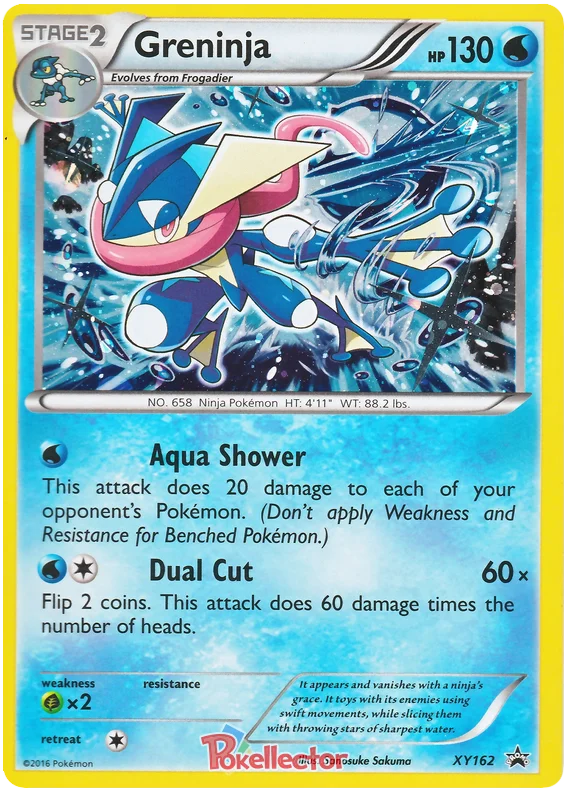 STAGE2
Greninja
HP 130
Evolves from Frogadier
NO. 658 Ninja Pokémon HT: 4'11" WT: 88.2 lbs.
Aqua Shower
This attack does 20 damage to each of your
opponent's Pokémon. (Don't apply Weakness and
Resistance for Benched Pokémon.)
Dual Cut 60×
Flip 2 coins. This attack does 60 damage times the
number of heads.
weakness resistance
×2
retreat
It appears and vanishes with a ninja's
grace. It toys with its enemies using
swift movements, while slicing them
with throwing stars of sharpest water.
©2016 Pokémon
Pokellector
Illus. Sanosuke Sakuma
XY162